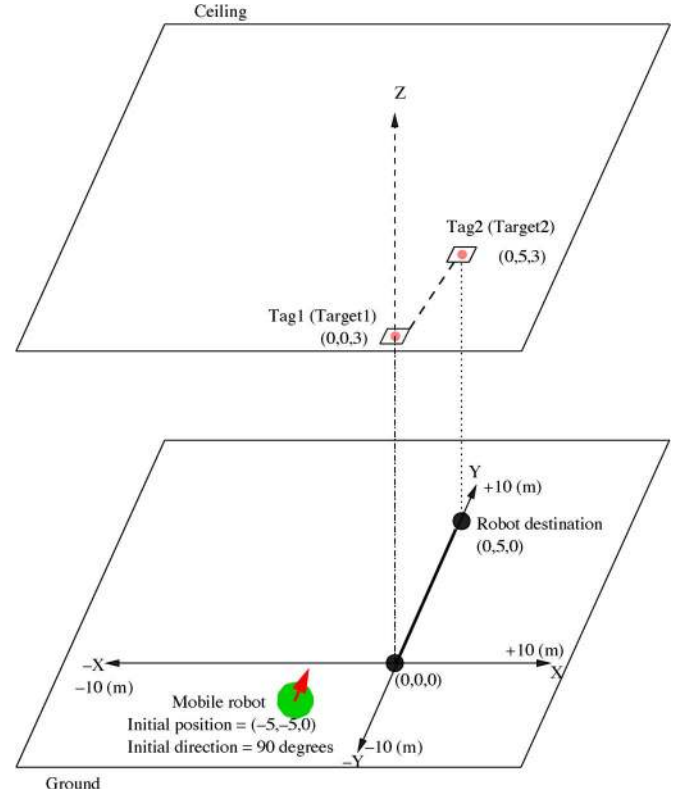 Ceiling
Z
Tag2 (Target2)
(0,5,3)
Tag1 (Target1)
(0,0,3)
Y
+10 (m)
Robot destination
(0,5,0)
–X
–10 (m)
+10 (m)
X
(0,0,0)
Mobile robot
Initial position = (–5,–5,0)
Initial direction = 90 degrees
–10 (m)
–Y
Ground